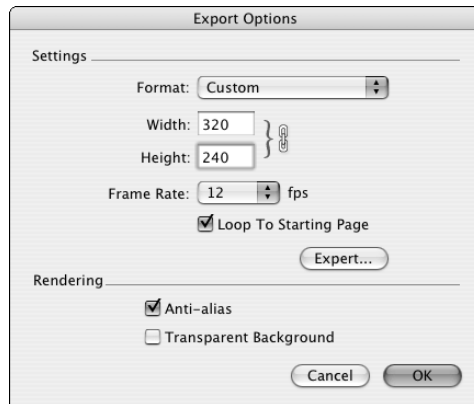 Export Options
Settings
Format: Custom
Width: 320
Height: 240
Frame Rate: 12 fps
Loop To Starting Page
Expert...
Rendering
Anti-alias
Transparent Background
Cancel OK